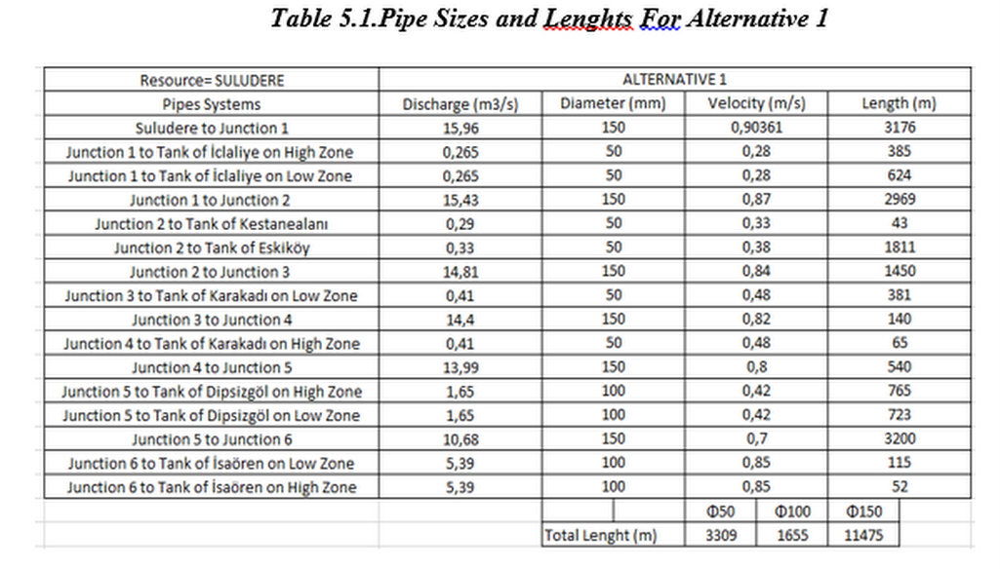 Table 5.1.Pipe Sizes and Lenghts For Alternative 1
Resource= SULUDERE ALTERNATIVE 1
Pipes Systems Discharge (m3/s) Diameter (mm) Velocity (m/s) Length (m)
Suludere to Junction 1 15,96 150 0,90361 3176
Junction 1 to Tank of İclaliye on High Zone 0,265 50 0,28 385
Junction 1 to Tank of İclaliye on Low Zone 0,265 50 0,28 624
Junction 1 to Junction 2 15,43 150 0,87 2969
Junction 2 to Tank of Kestanealanı 0,29 50 0,33 43
Junction 2 to Tank of Eskiköy 0,33 50 0,38 1811
Junction 2 to Junction 3 14,81 150 0,84 1450
Junction 3 to Tank of Karakadı on Low Zone 0,41 50 0,48 381
Junction 3 to Junction 4 14,4 150 0,82 140
Junction 4 to Tank of Karakadı on High Zone 0,41 50 0,48 65
Junction 4 to Junction 5 13,99 150 0,8 540
Junction 5 to Tank of Dipsizgöl on High Zone 1,65 100 0,42 765
Junction 5 to Tank of Dipsizgöl on Low Zone 1,65 100 0,42 723
Junction 5 to Junction 6 10,68 150 0,7 3200
Junction 6 to Tank of İsaören on Low Zone 5,39 100 0,85 115
Junction 6 to Tank of İsaören on High Zone 5,39 100 0,85 52
Φ50 Φ100 Φ150
Total Lenght (m) 3309 1655 11475